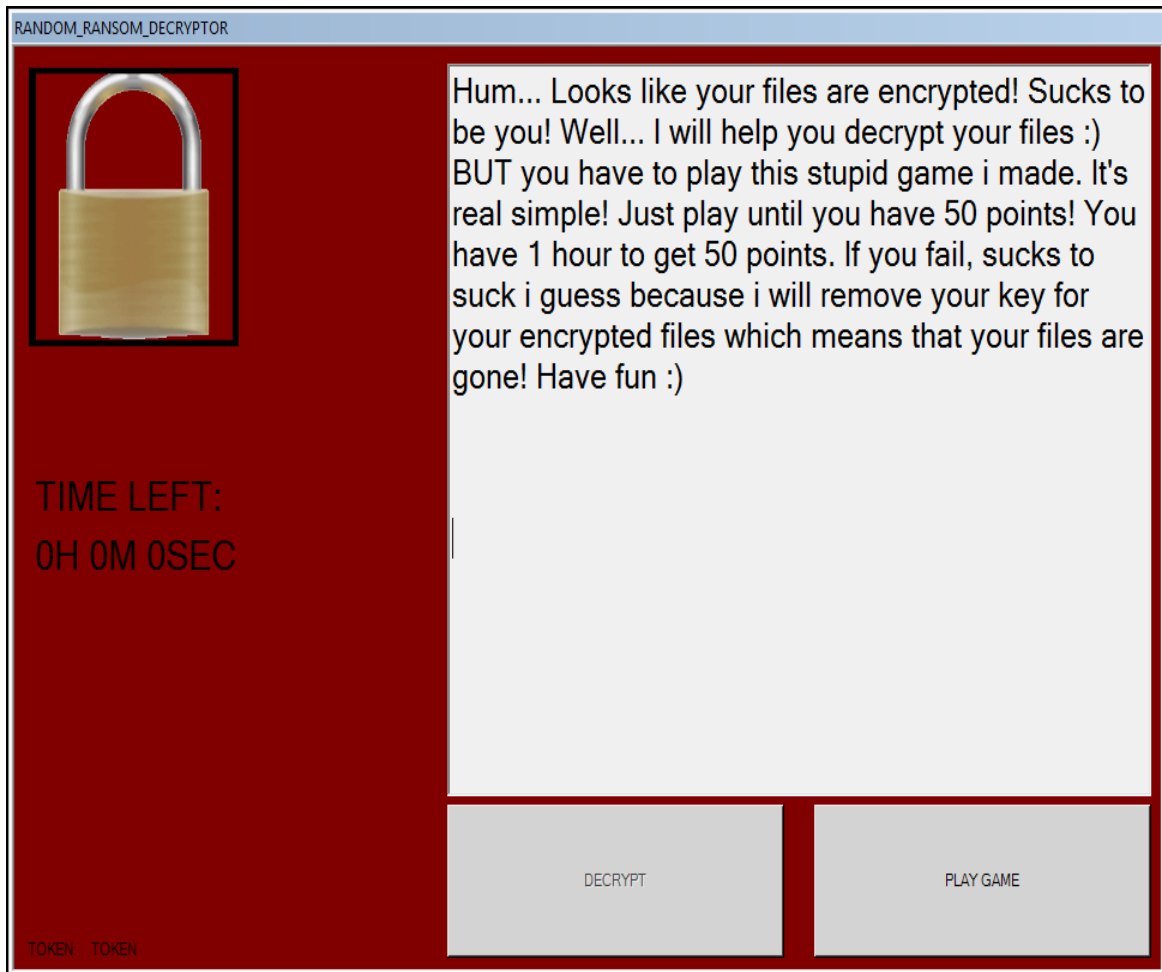 RANDOM_RANSOM_DECRYPTOR
Hum... Looks like your files are encrypted! Sucks to
be you! Well... I will help you decrypt your files :)
BUT you have to play this stupid game i made. It's
real simple! Just play until you have 50 points! You
have 1 hour to get 50 points. If you fail, sucks to
suck i guess because i will remove your key for
your encrypted files which means that your files are
gone! Have fun :)
TIME LEFT:
0H 0M 0SEC
DECRYPT
PLAY GAME
TOKEN: TOKEN